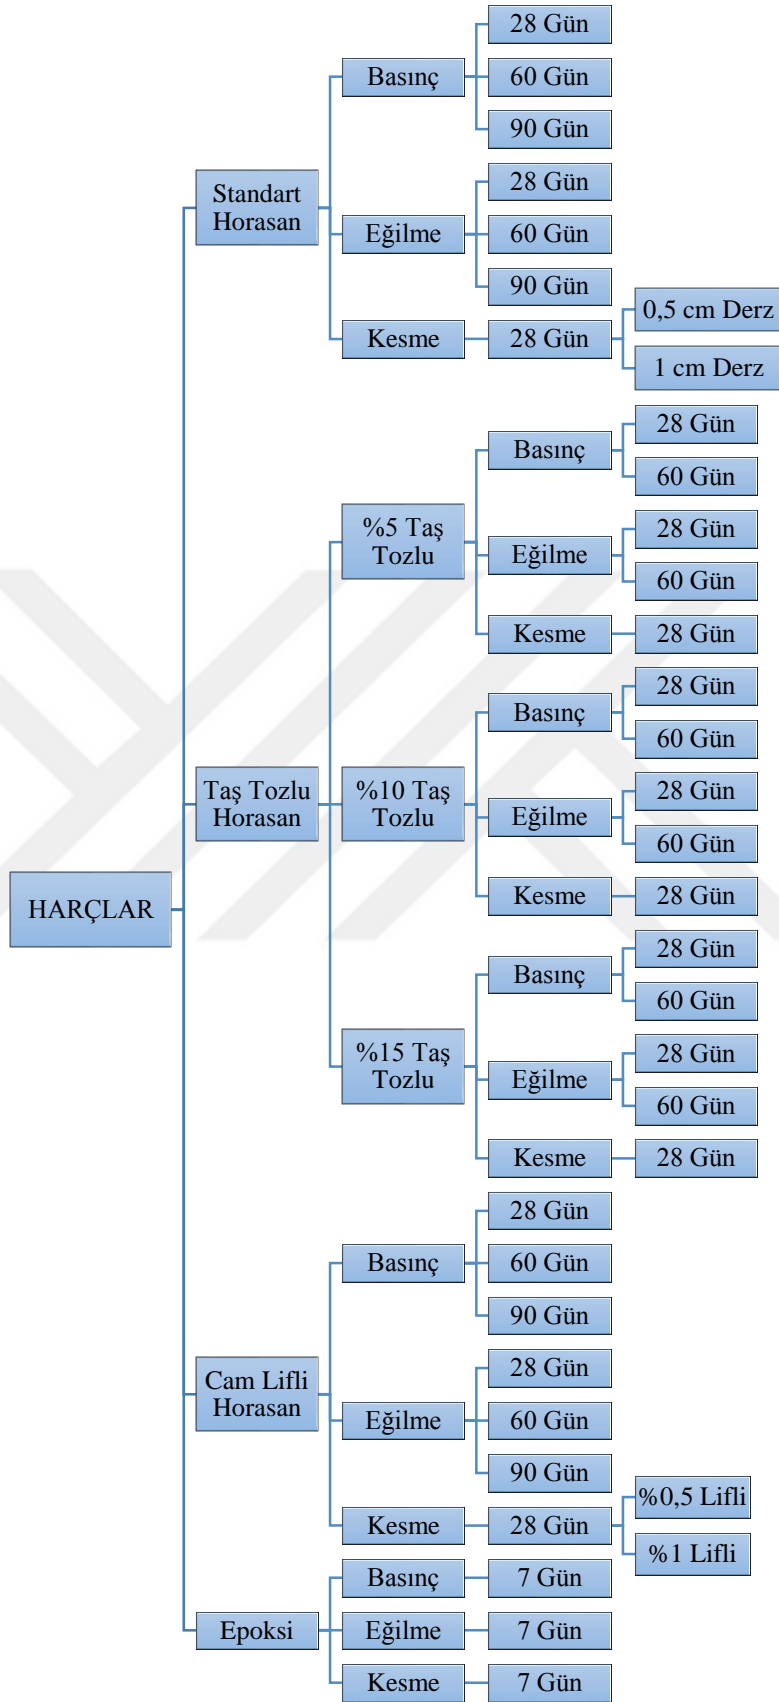 HARÇLAR
Standart
Horasan
Basınç
28 Gün
60 Gün
90 Gün
Eğilme
28 Gün
60 Gün
90 Gün
Kesme
28 Gün
0,5 cm Derz
1 cm Derz
Taş Tozlu
Horasan
%5 Taş
Tozlu
Basınç
28 Gün
60 Gün
Eğilme
28 Gün
60 Gün
Kesme
28 Gün
%10 Taş
Tozlu
Basınç
28 Gün
60 Gün
Eğilme
28 Gün
60 Gün
Kesme
28 Gün
%15 Taş
Tozlu
Basınç
28 Gün
60 Gün
Eğilme
28 Gün
60 Gün
Kesme
28 Gün
Cam Lifli
Horasan
Basınç
28 Gün
60 Gün
90 Gün
Eğilme
28 Gün
60 Gün
90 Gün
Kesme
28 Gün
%0,5 Lifli
%1 Lifli
Epoksi
Basınç
7 Gün
Eğilme
7 Gün
Kesme
7 Gün